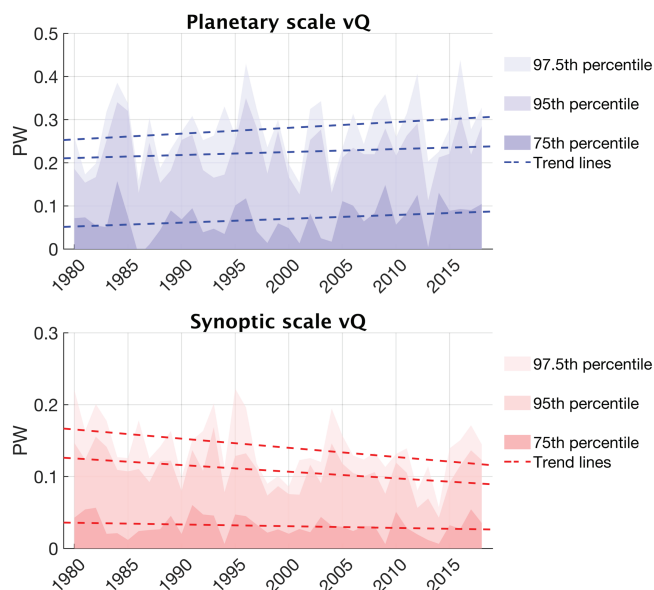 Planetary scale vQ
0.5
0.4
0.3
0.2
0.1
0
PW
1980
1985
1990
1995
2000
2005
2010
2015
97.5th percentile
95th percentile
75th percentile
Trend lines
Synoptic scale vQ
0.3
0.2
0.1
0
PW
1980
1985
1990
1995
2000
2005
2010
2015
97.5th percentile
95th percentile
75th percentile
Trend lines